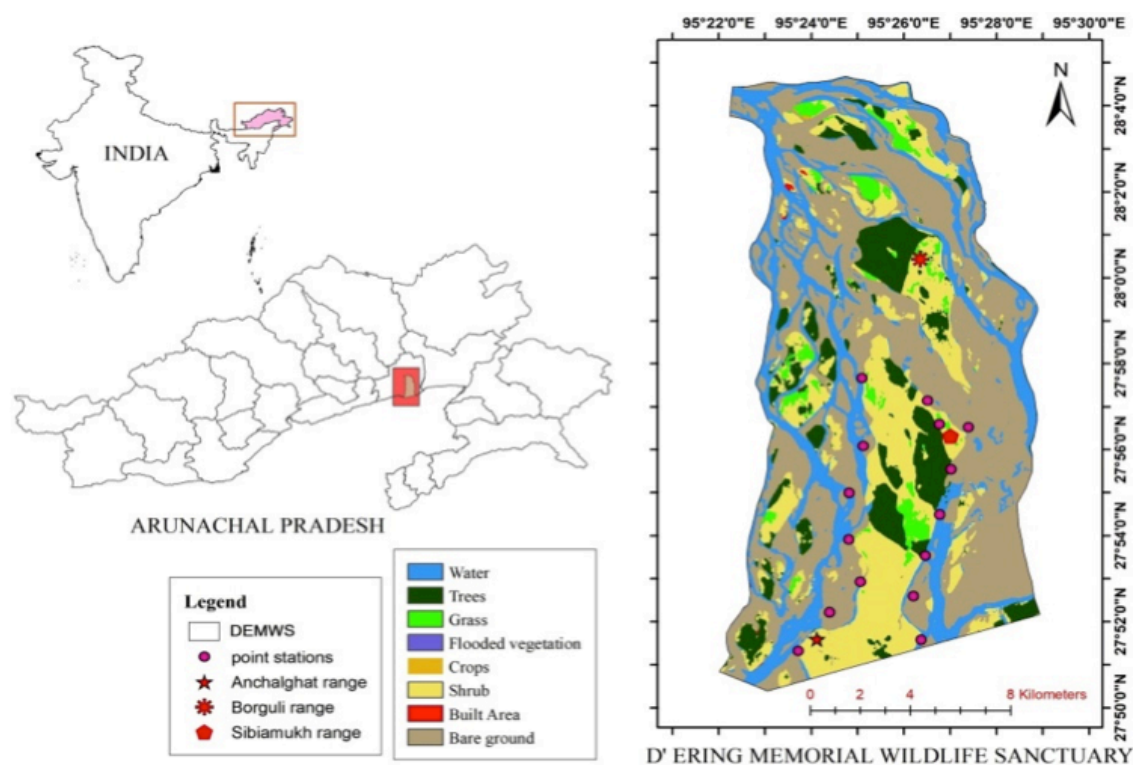 INDIA
ARUNACHAL PRADESH
Legend
DEMWS
point stations
Anchalghat range
Borguli range
Sibiamukh range
Water
Trees
Grass
Flooded vegetation
Crops
Shrub
Built Area
Bare ground
95°22'0"E 95°24'0"E 95°26'0"E 95°28'0"E 95°30'0"E
N
28°4'0"N
28°2'0"N
28°0'0"N
27°58'0"N
27°56'0"N
27°54'0"N
27°52'0"N
27°50'0"N
0 2 4 8 Kilometers
D' ERING MEMORIAL WILDLIFE SANCTUARY